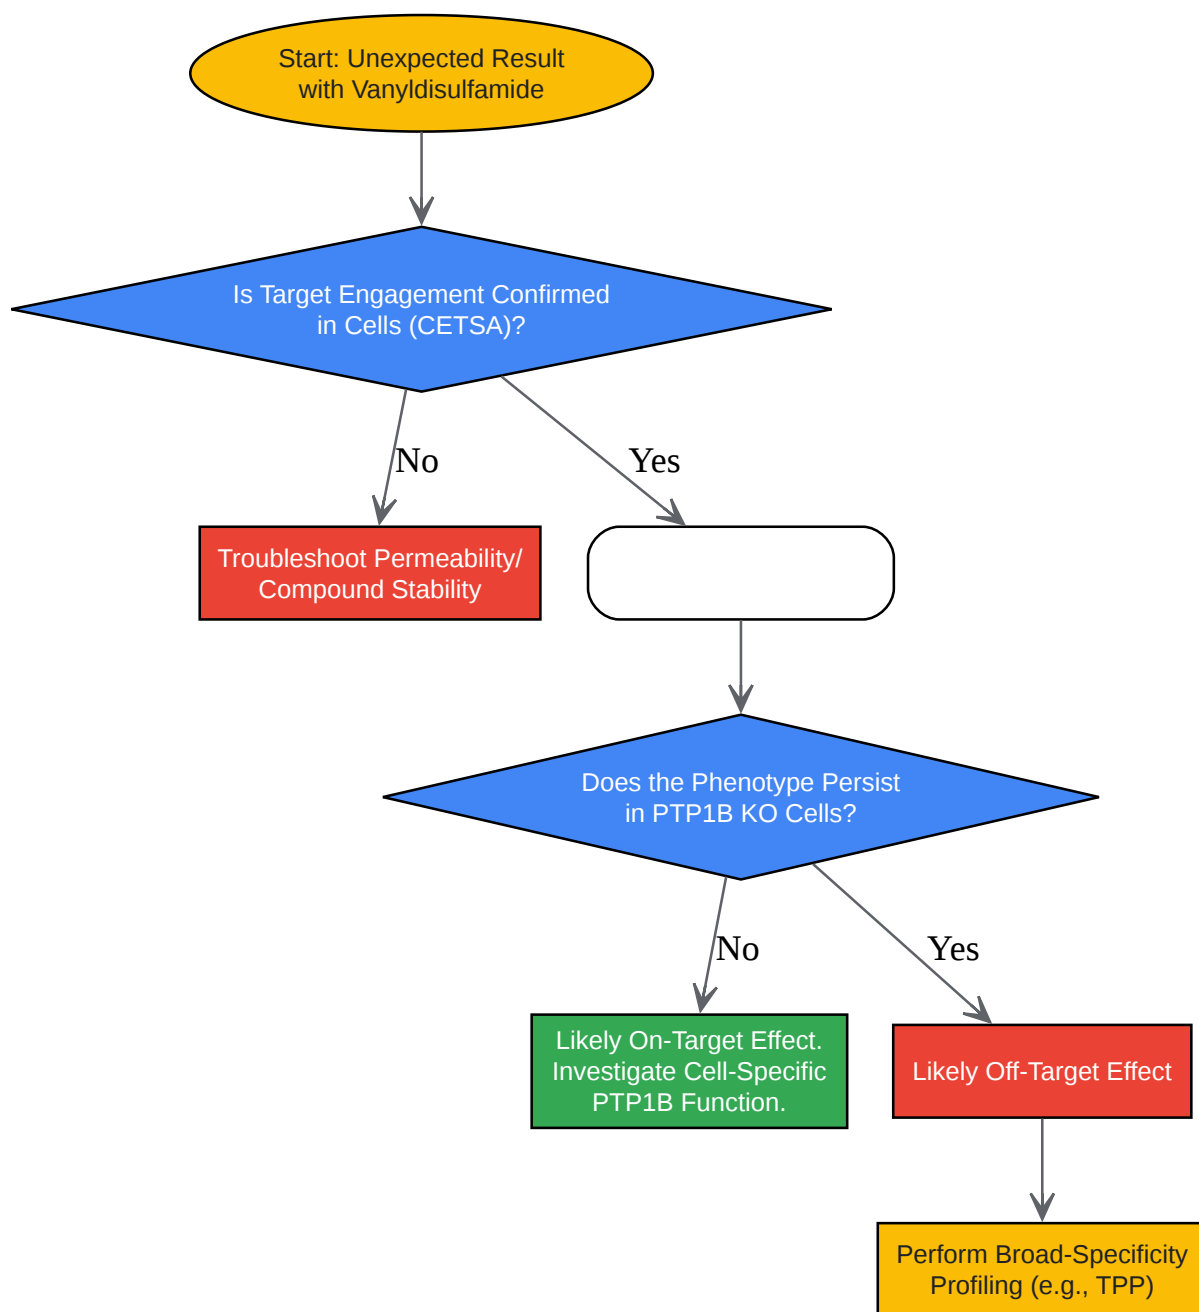 Start: Unexpected Result
with Vanyldisulfamide
Is Target Engagement Confirmed
in Cells (CETSA)?
No
Yes
Troubleshoot Permeability/
Compound Stability
Does the Phenotype Persist
in PTP1B KO Cells?
No
Yes
Likely On-Target Effect.
Investigate Cell-Specific
PTP1B Function.
Likely Off-Target Effect
Perform Broad-Specificity
Profiling (e.g., TPP)